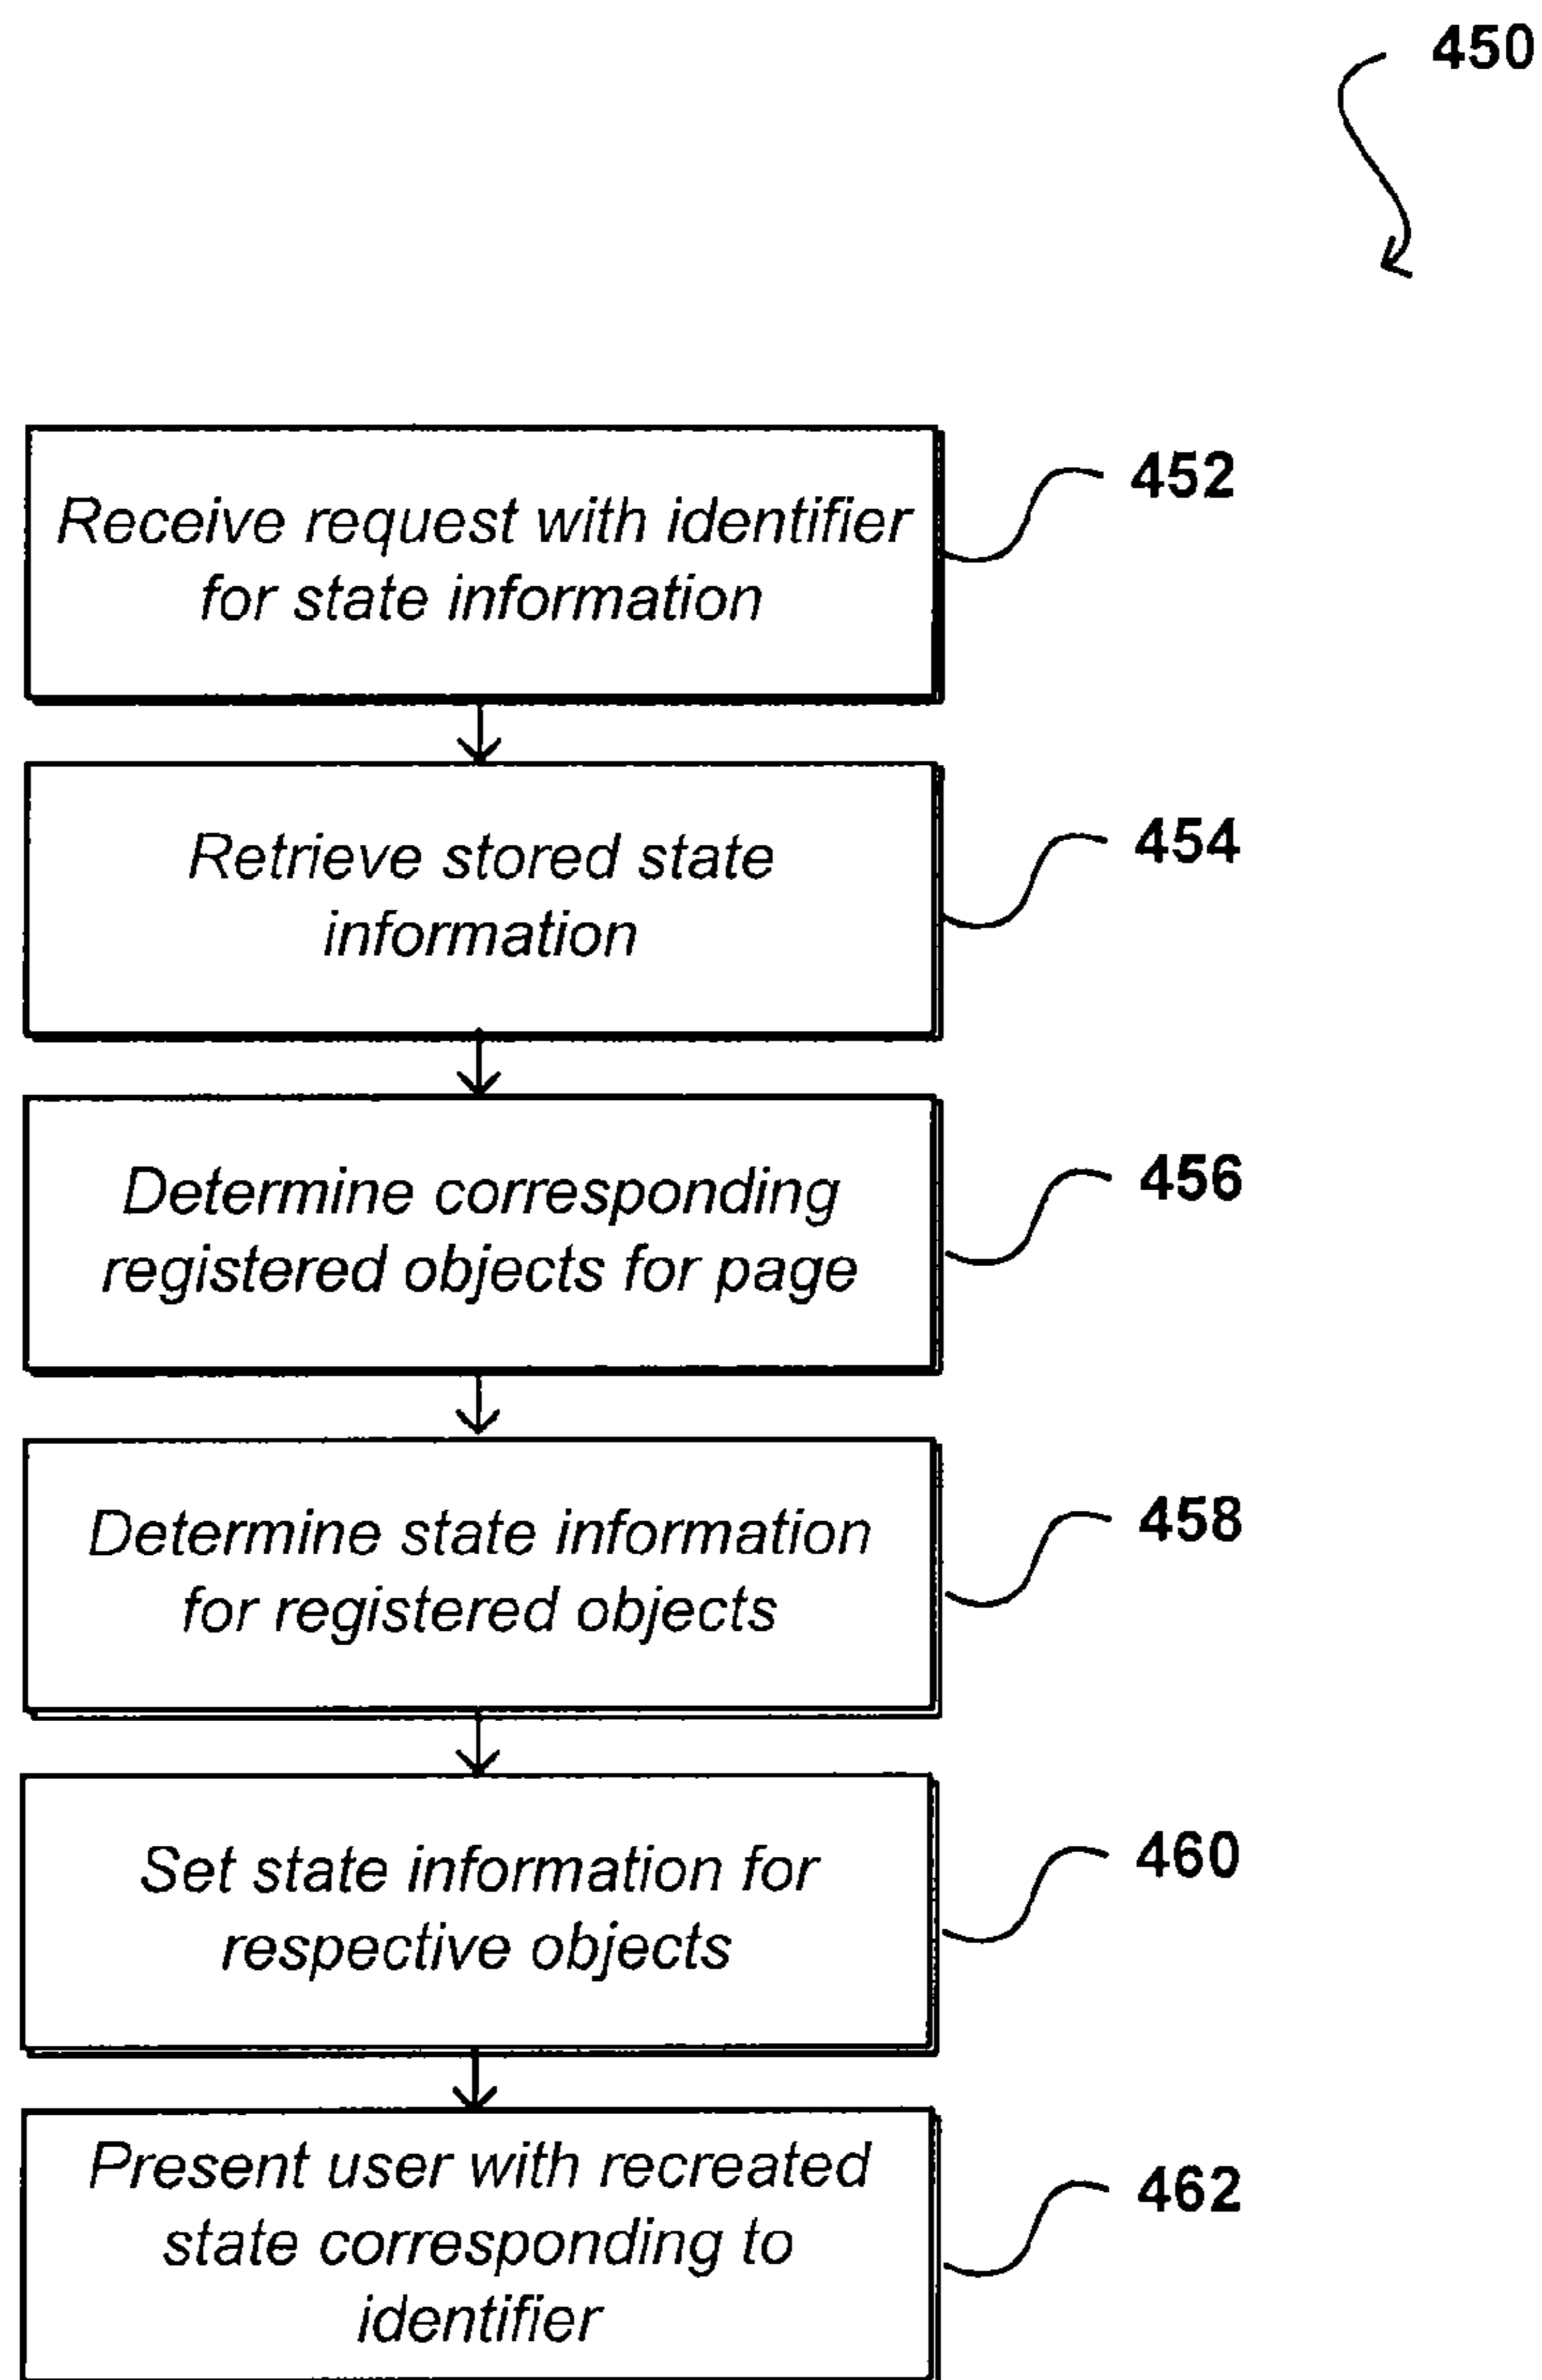 450
Receive request with identifier
for state information
452
Retrieve stored state
information
454
Determine corresponding
registered objects for page
456
Determine state information
for registered objects
458
Set state information for
respective objects
460
Present user with recreated
state corresponding to
identifier
462